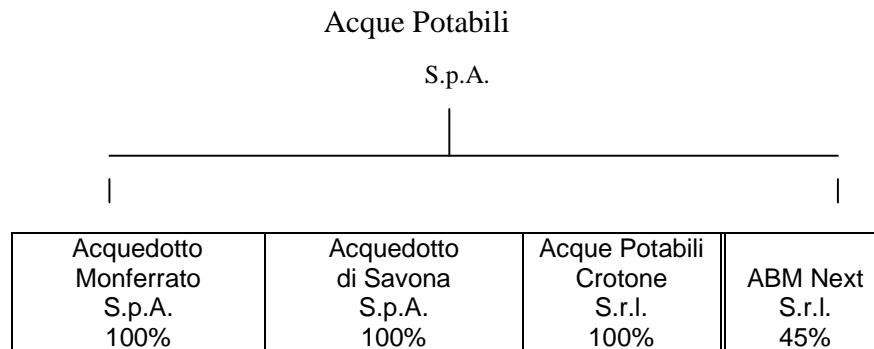 Acque Potabili
S.p.A.
Acquedotto
Monferrato
S.p.A.
100%
Acquedotto
di Savona
S.p.A.
100%
Acque Potabili
Crotone
S.r.l.
100%
ABM Next
S.r.l.
45%